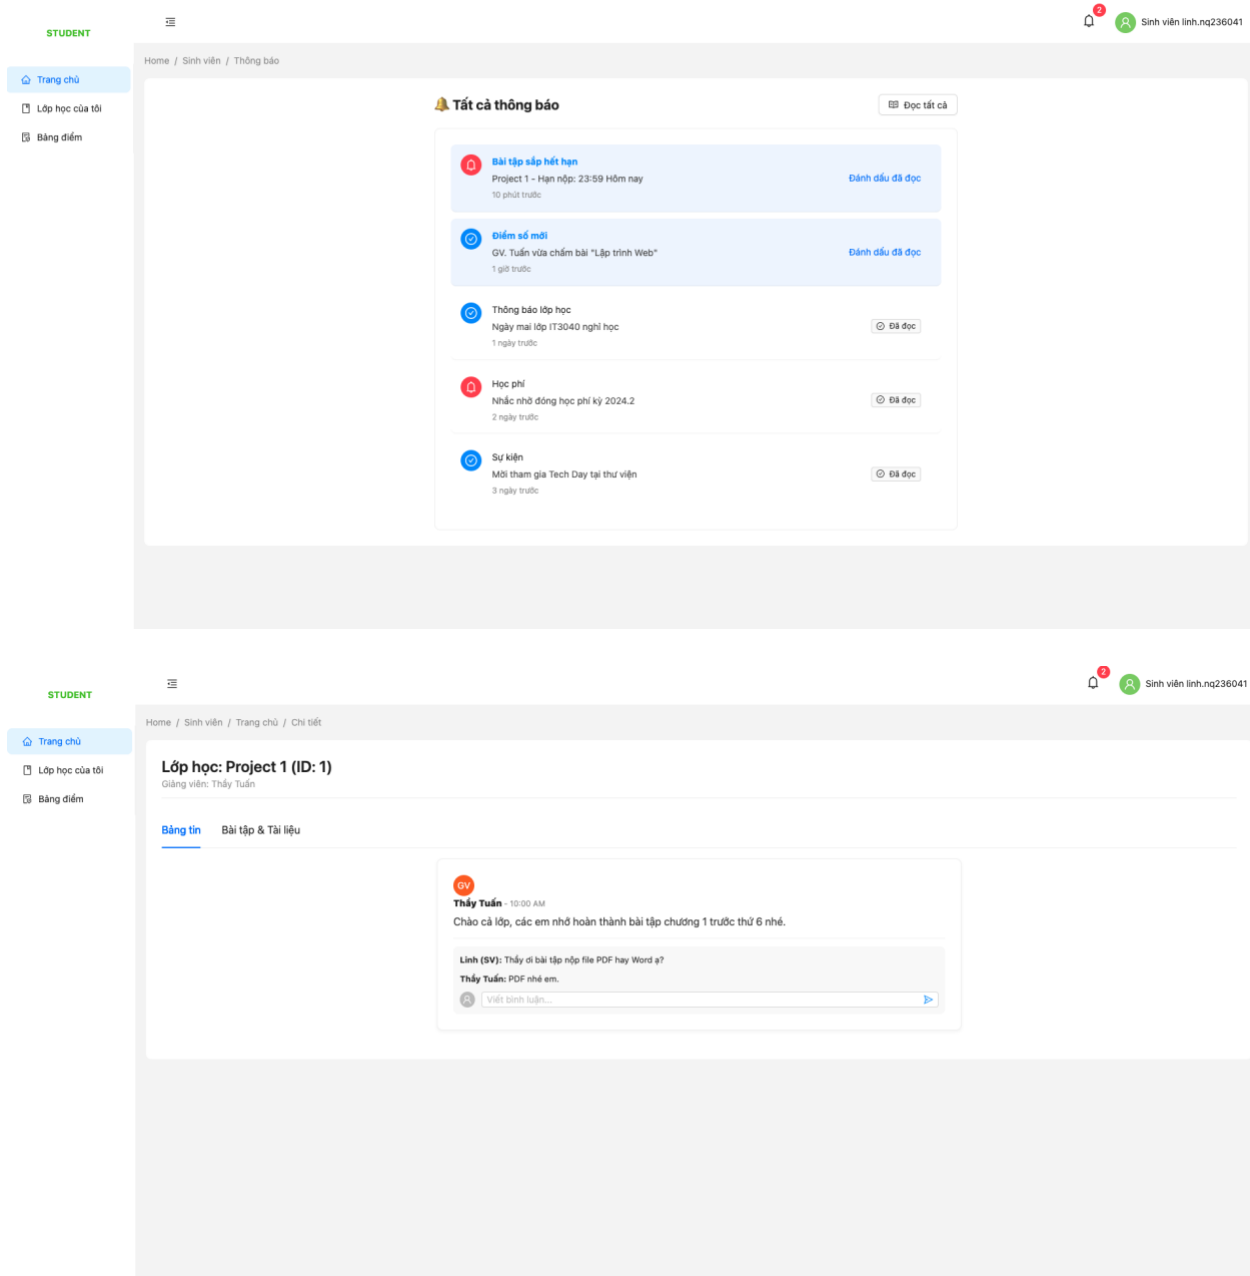 STUDENT
2
Sinh viên linh.nq236041
Home / Sinh viên / Thông báo
Trang chủ
Lớp học của tôi
Bảng điểm
Tất cả thông báo
Đọc tất cả
Bài tập sắp hết hạn
Project 1 - Hạn nộp: 23:59 Hôm nay
10 phút trước
Đánh dấu đã đọc
Điểm số mới
GV. Tuấn vừa chấm bài "Lập trình Web"
1 giờ trước
Đánh dấu đã đọc
Thông báo lớp học
Ngày mai lớp IT3040 nghỉ học
1 ngày trước
Đã đọc
Học phí
Nhắc nhở đóng học phí kỳ 2024.2
2 ngày trước
Đã đọc
Sự kiện
Mời tham gia Tech Day tại thư viện
3 ngày trước
Đã đọc
STUDENT
2
Sinh viên linh.nq236041
Home / Sinh viên / Trang chủ / Chi tiết
Trang chủ
Lớp học của tôi
Bảng điểm
Lớp học: Project 1 (ID: 1)
Giảng viên: Thầy Tuấn
Bảng tin
Bài tập & Tài liệu
GV
Thầy Tuấn - 10:00 AM
Chào cả lớp, các em nhớ hoàn thành bài tập chương 1 trước thứ 6 nhé.
Linh (SV): Thầy ơi bài tập nộp file PDF hay Word ạ?
Thầy Tuấn: PDF nhé em.
Viết bình luận...